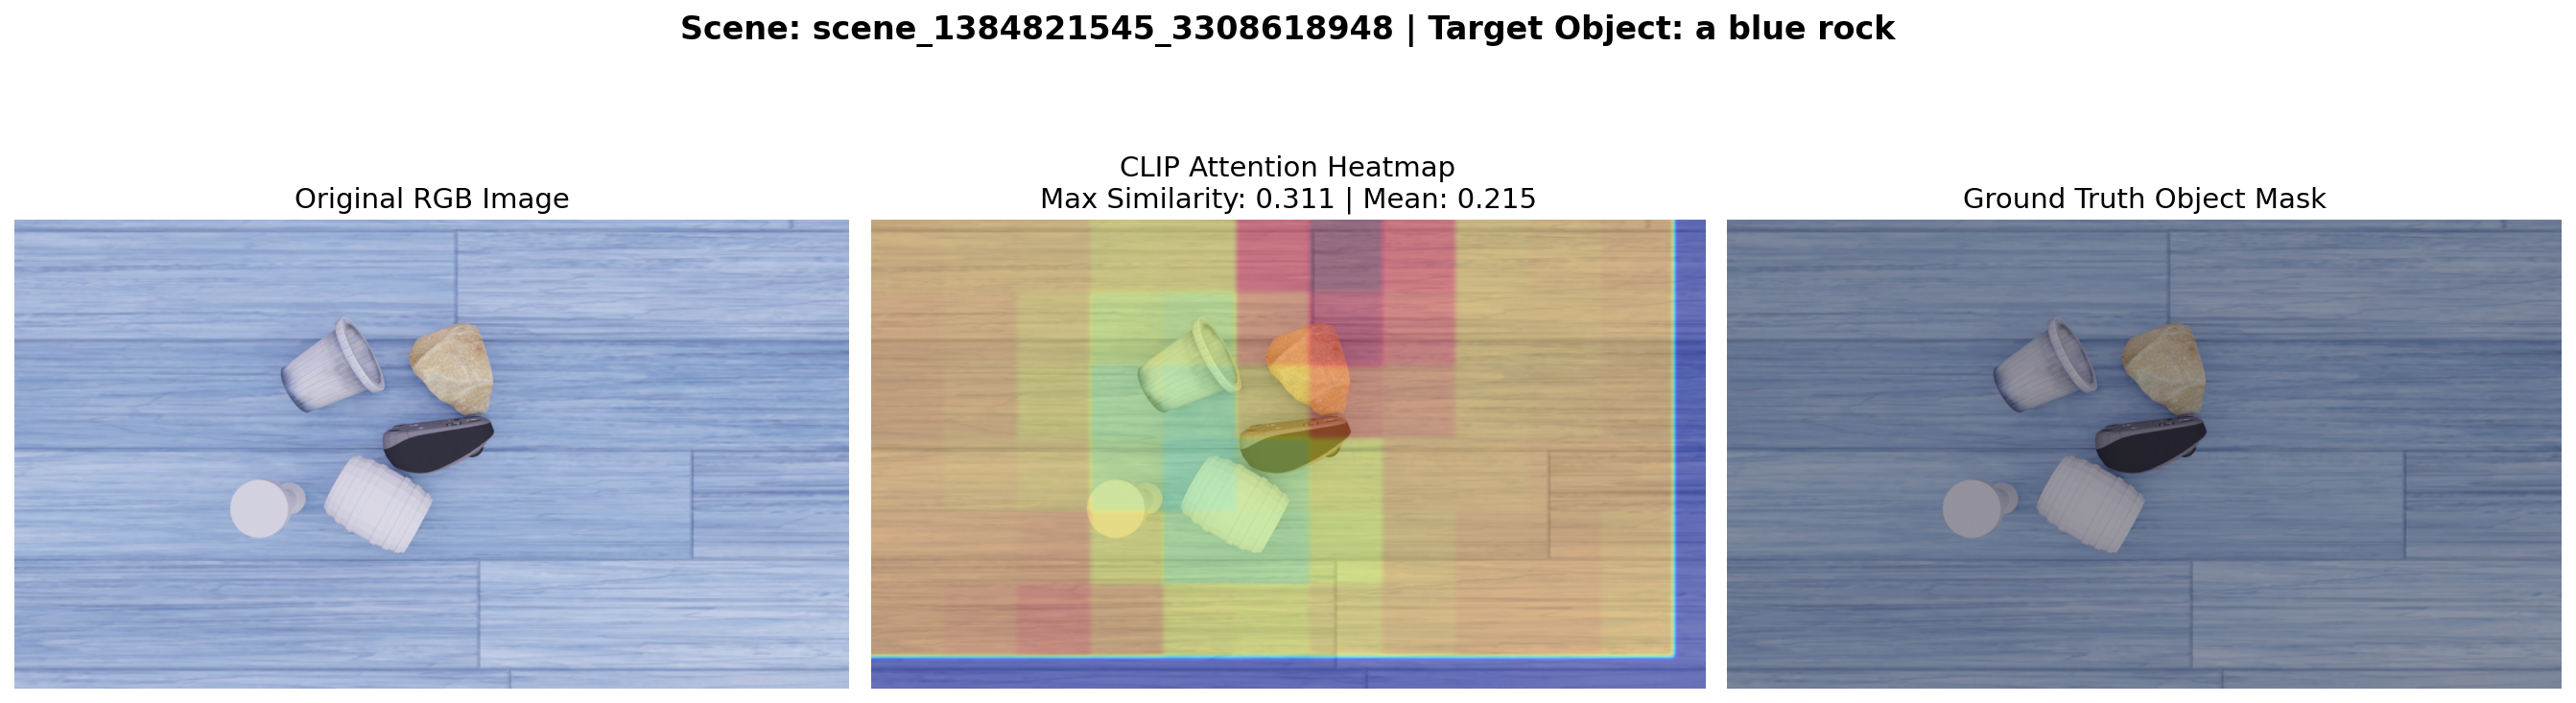 Scene: scene_1384821545_3308618948 | Target Object: a blue rock
Original RGB Image
CLIP Attention Heatmap
Max Similarity: 0.311 | Mean: 0.215
Ground Truth Object Mask